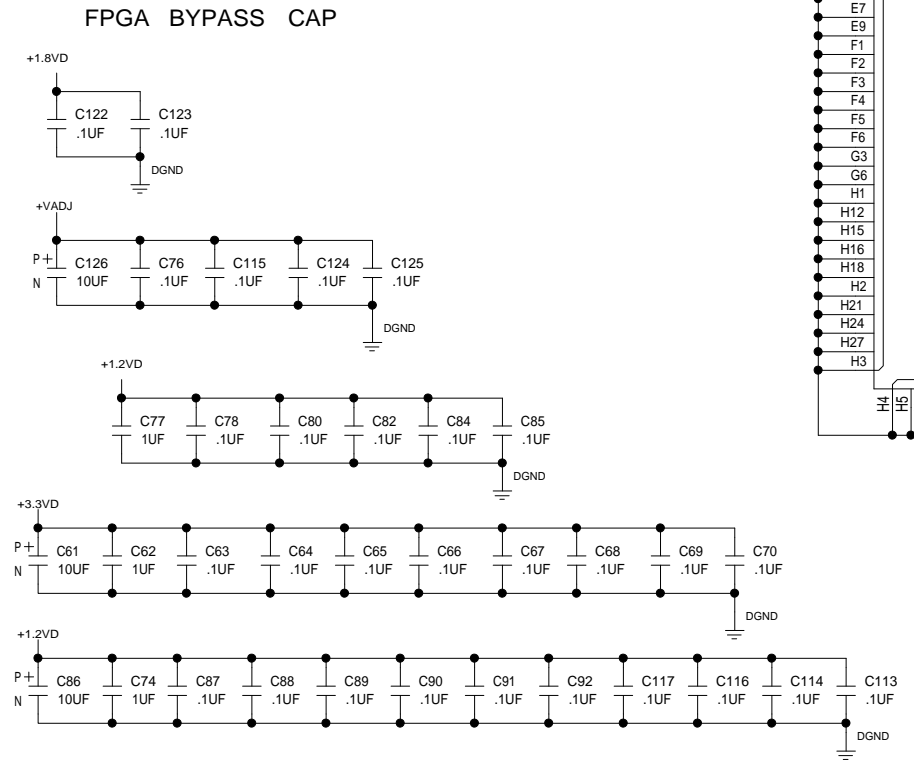 FPGA BYPASS CAP
+1.8VD
C122 C123
.1UF .1UF
DGND
+VADJ
P+ C126 C76 C115 C124 C125
N 10UF .1UF .1UF .1UF .1UF
DGND
+1.2VD
C77 C78 C80 C82 C84 C85
1UF .1UF .1UF .1UF .1UF .1UF
DGND
+3.3VD
P+ C61 C62 C63 C64 C65 C66 C67 C68 C69 C70
N 10UF 1UF .1UF .1UF .1UF .1UF .1UF .1UF .1UF .1UF
DGND
+1.2VD
P+ C86 C74 C87 C88 C89 C90 C91 C92 C117 C116 C114 C113
N 10UF 1UF .1UF .1UF .1UF .1UF .1UF .1UF .1UF .1UF .1UF .1UF
DGND
E7
E9
F1
F2
F3
F4
F5
F6
G3
G6
H1
H12
H15
H16
H18
H2
H21
H24
H27
H3
H4
H5